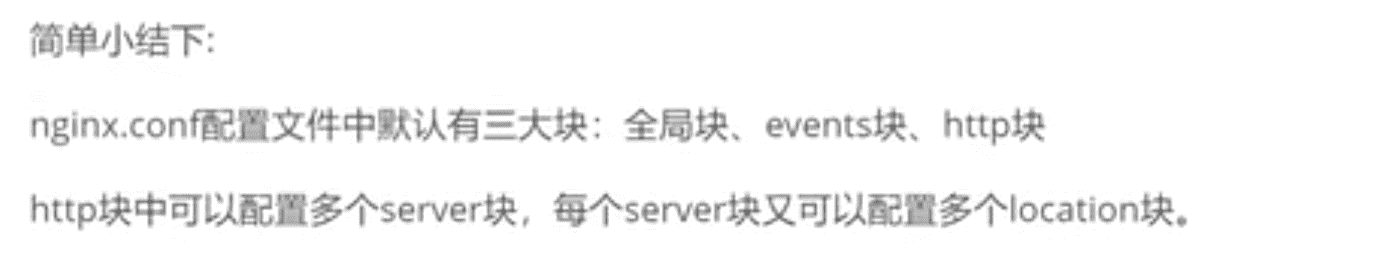 简单小结下:
nginx.conf配置文件中默认有三大块：全局块、events块、http块
http块中可以配置多个server块，每个server块又可以配置多个location块。